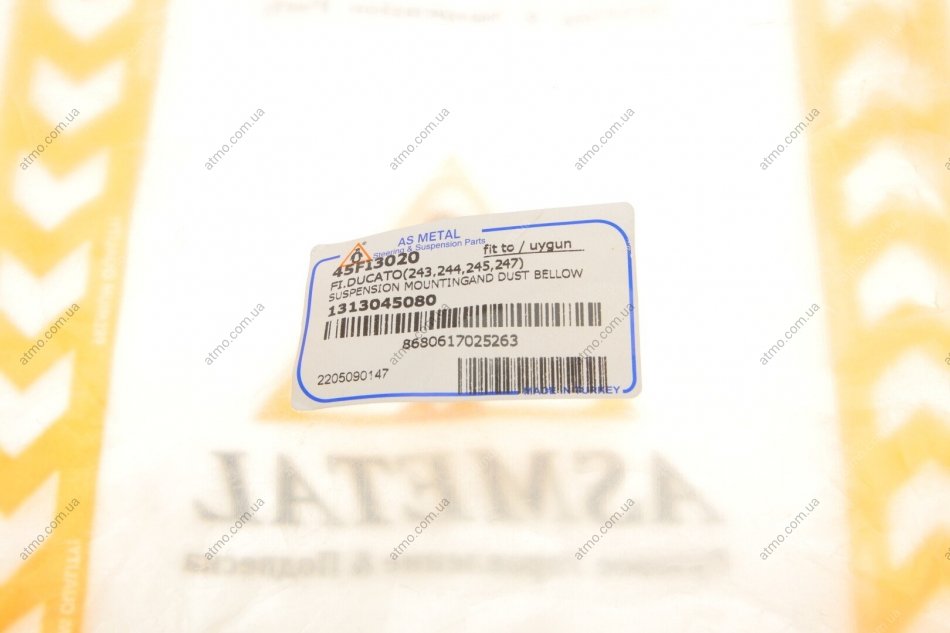 AS METAL
Steering & Suspension Parts
45F13020
fit to / uygun
FI.DUCATO(243,244,245,247)
SUSPENSION MOUNTINGAND DUST BELLOW
1313045080
8680617025263
2205090147
MADE IN TURKEY
ASMETAL
atmo.com.ua